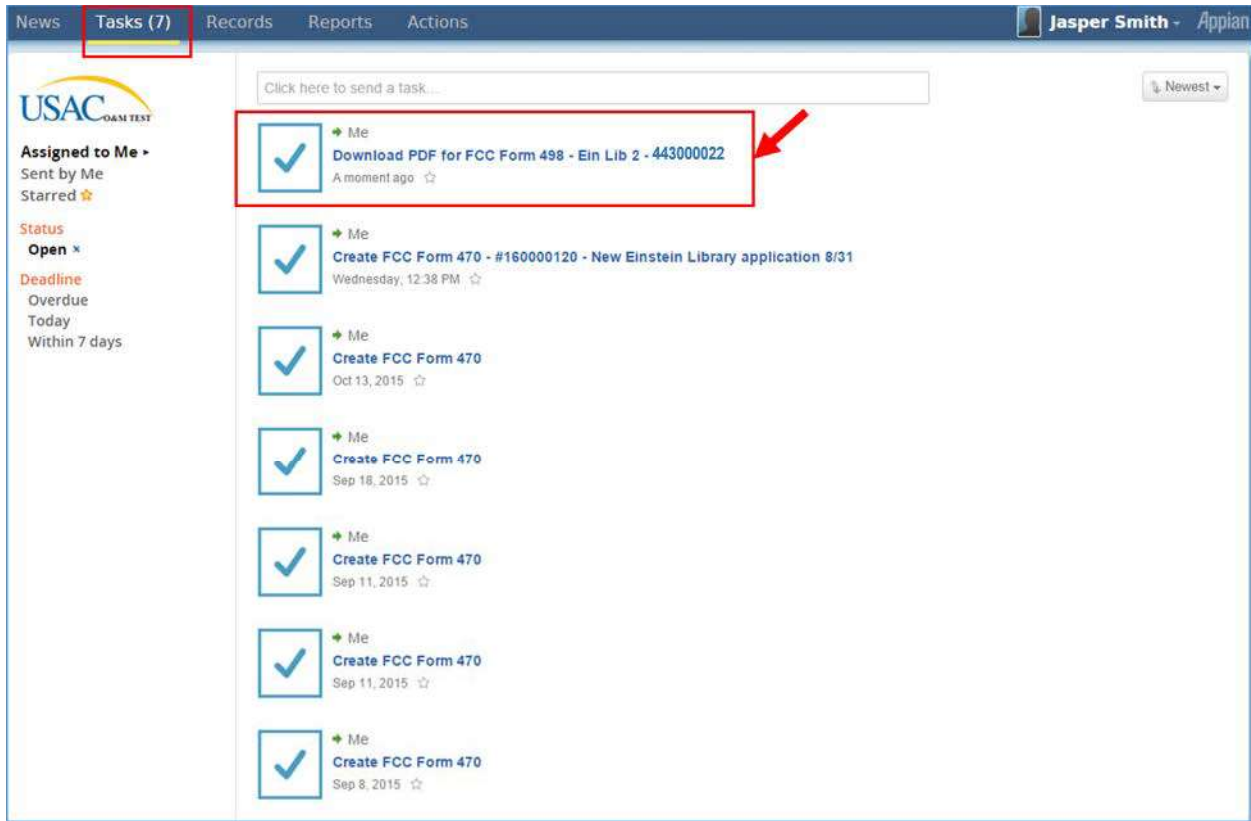 News Tasks (7) Records Reports Actions Jasper Smith Appian
USAC O&M TEST
Assigned to Me
Sent by Me
Starred
Status
Open ×
Deadline
Overdue
Today
Within 7 days
Click here to send a task...
Newest
Me
Download PDF for FCC Form 498 - Ein Lib 2 - 443000022
A moment ago
Me
Create FCC Form 470 - #160000120 - New Einstein Library application 8/31
Wednesday, 12:38 PM
Me
Create FCC Form 470
Oct 13, 2015
Me
Create FCC Form 470
Sep 18, 2015
Me
Create FCC Form 470
Sep 11, 2015
Me
Create FCC Form 470
Sep 11, 2015
Me
Create FCC Form 470
Sep 8, 2015